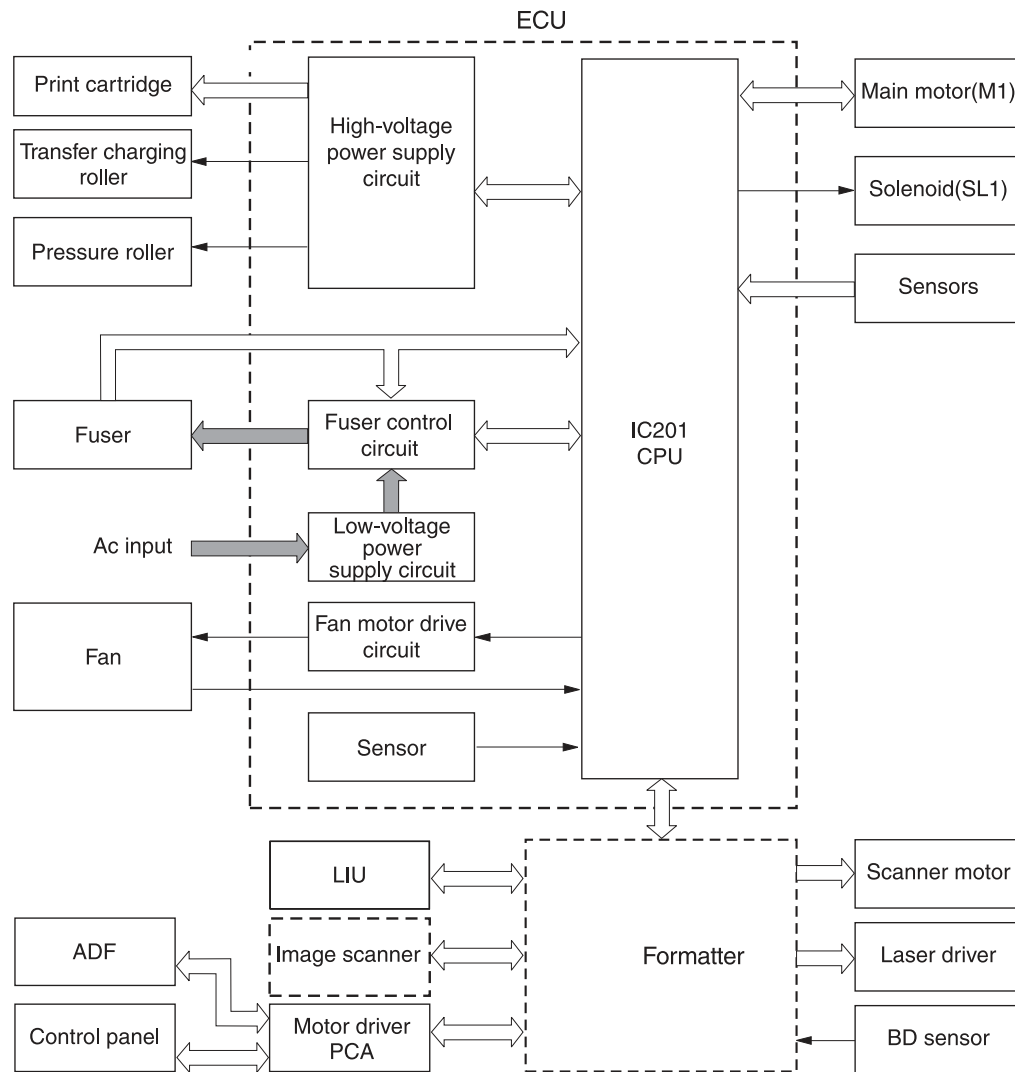 ECU
Print cartridge
Transfer charging
roller
Pressure roller
High-voltage
power supply
circuit
Main motor(M1)
Solenoid(SL1)
Sensors
Fuser
Fuser control
circuit
IC201
CPU
Ac input
Low-voltage
power
supply circuit
Fan
Fan motor drive
circuit
Sensor
LIU
Image scanner
ADF
Control panel
Motor driver
PCA
Formatter
Scanner motor
Laser driver
BD sensor